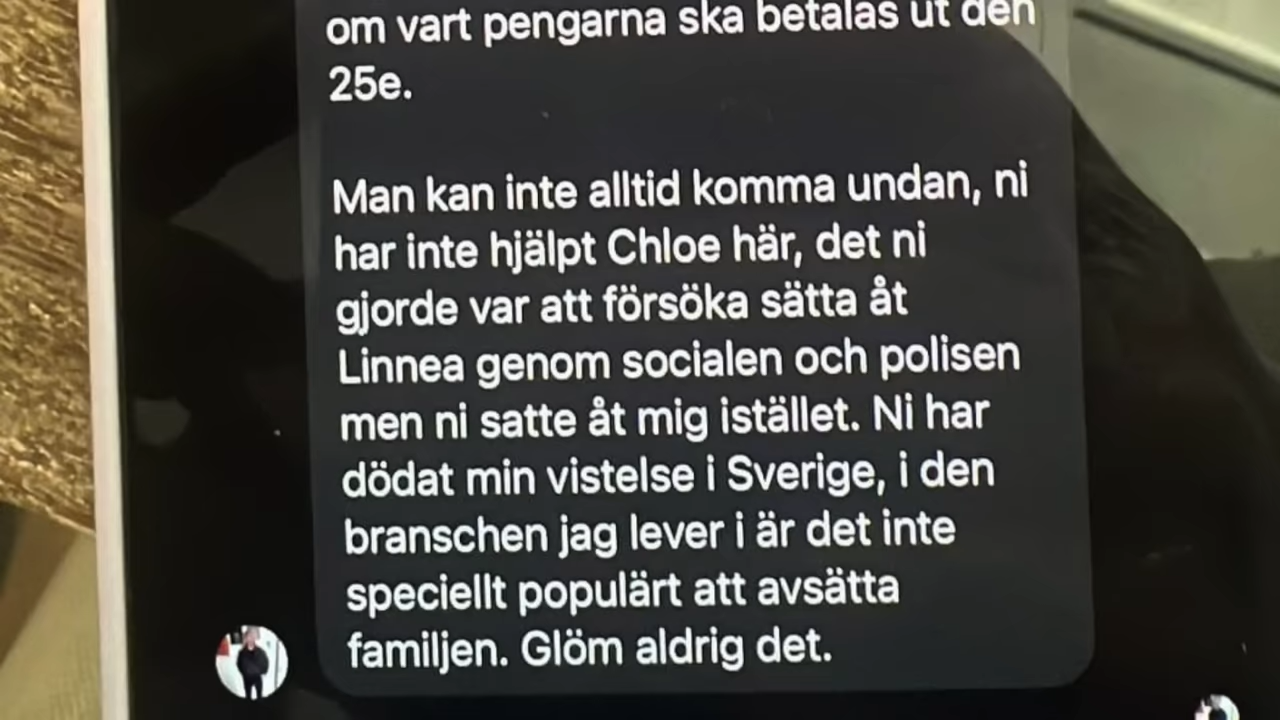 om vart pengarna ska betalas ut den
25e.
Man kan inte alltid komma undan, ni
har inte hjälpt Chloe här, det ni
gjorde var att försöka sätta åt
Linnea genom socialen och polisen
men ni satte åt mig istället. Ni har
dödat min vistelse i Sverige, i den
branschen jag lever i är det inte
speciellt populärt att avsätta
familjen. Glöm aldrig det.